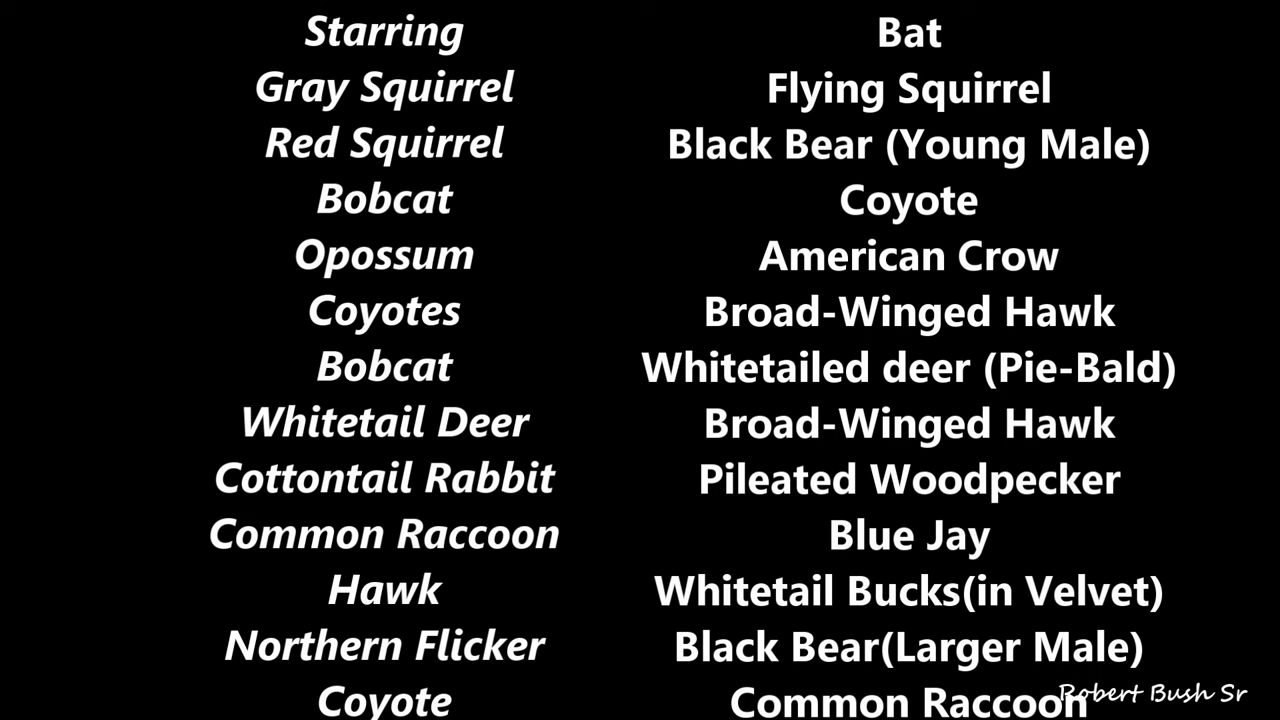 Starring
Gray Squirrel
Red Squirrel
Bobcat
Opossum
Coyotes
Bobcat
Whitetail Deer
Cottontail Rabbit
Common Raccoon
Hawk
Northern Flicker
Coyote
Bat
Flying Squirrel
Black Bear (Young Male)
Coyote
American Crow
Broad-Winged Hawk
Whitetailed deer (Pie-Bald)
Broad-Winged Hawk
Pileated Woodpecker
Blue Jay
Whitetail Bucks(in Velvet)
Black Bear(Larger Male)
Common Raccoon
Robert Bush Sr